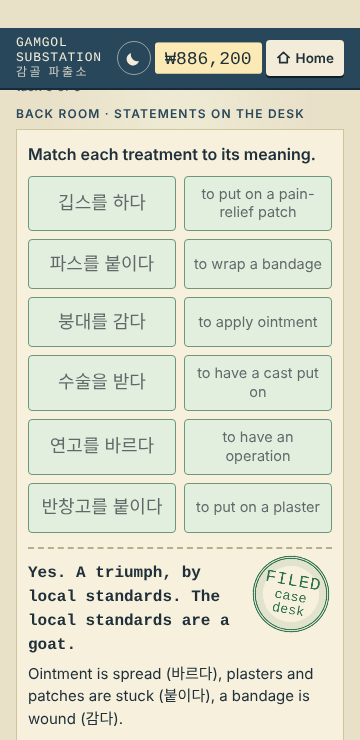 GAMGOL
SUBSTATION
감골 파출소
₩886,200
Home
BACK ROOM · STATEMENTS ON THE DESK
Match each treatment to its meaning.
깁스를 하다
to put on a pain-
relief patch
파스를 붙이다
to wrap a bandage
붕대를 감다
to apply ointment
수술을 받다
to have a cast put
on
연고를 바르다
to have an
operation
반창고를 붙이다
to put on a plaster
Yes. A triumph, by
local standards. The
local standards are a
goat.
FILED
case
desk
Ointment is spread (바르다), plasters and
patches are stuck (붙이다), a bandage is
wound (감다).